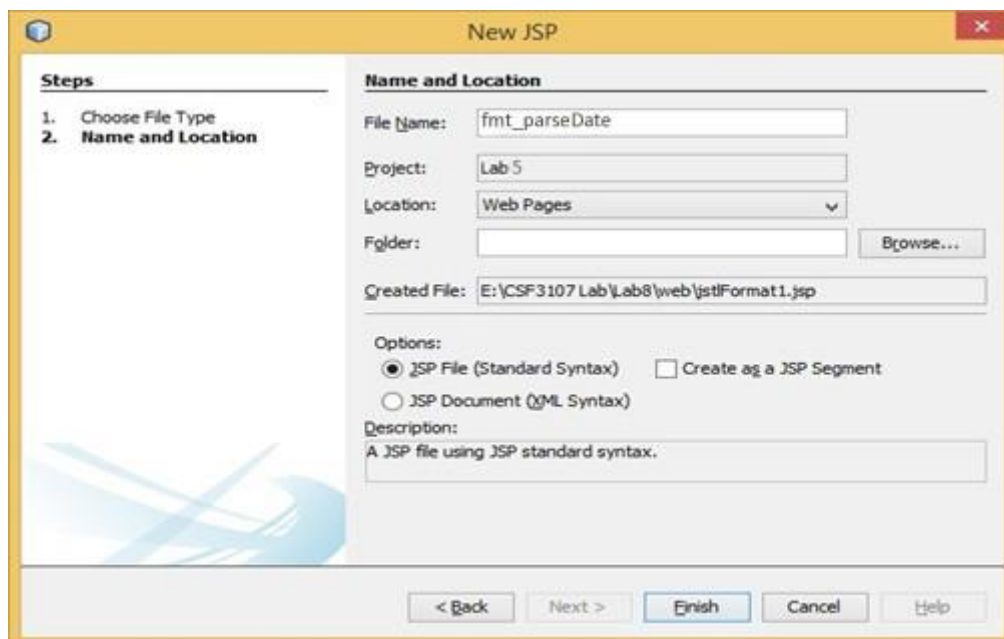 New JSP
Steps
1. Choose File Type
2. Name and Location
Name and Location
File Name: fmt_parseDate
Project: Lab 5
Location: Web Pages
Folder: Browse...
Created File: E:\CSF3107 Lab\Lab8\web\jstlFormat1.jsp
Options:
JSP File (Standard Syntax) Create as a JSP Segment
JSP Document (XML Syntax)
Description:
A JSP file using JSP standard syntax.
< Back Next > Finish Cancel Help